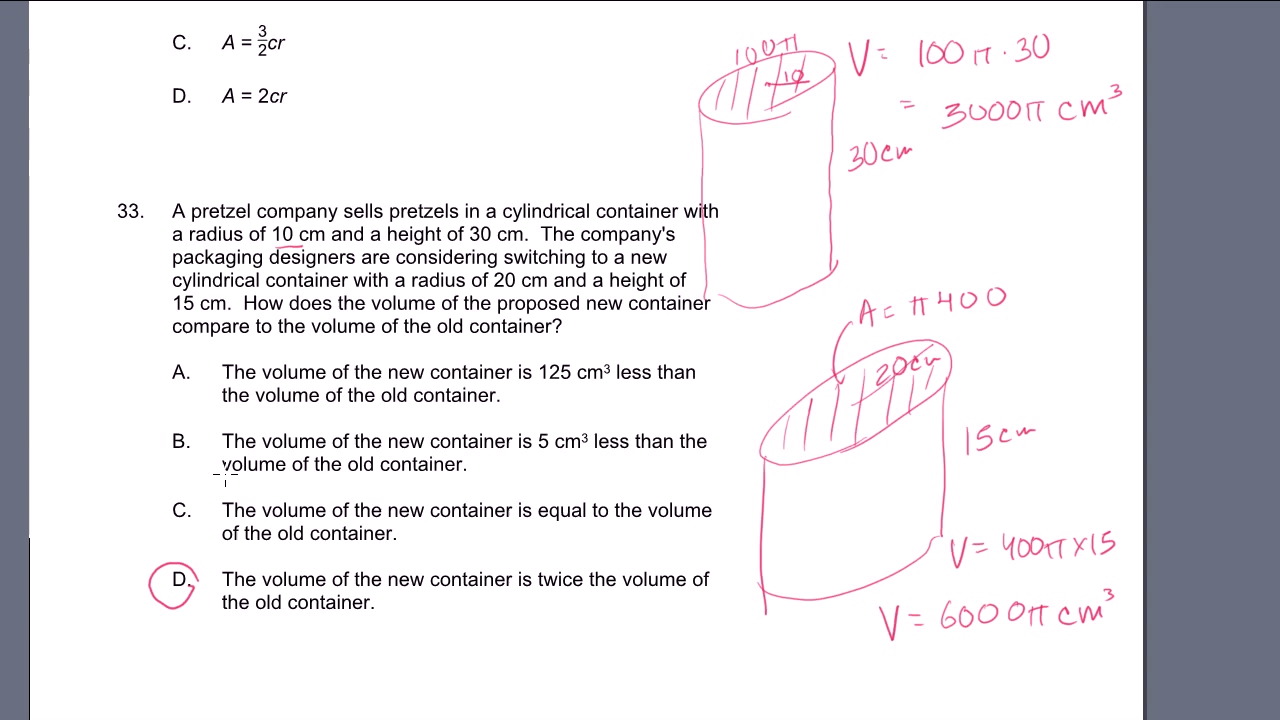 C. A = 3/2 cr
D. A = 2cr
100π
10
V = 100π · 30
= 3000π cm³
30cm
33. A pretzel company sells pretzels in a cylindrical container with
a radius of 10 cm and a height of 30 cm. The company's
packaging designers are considering switching to a new
cylindrical container with a radius of 20 cm and a height of
15 cm. How does the volume of the proposed new container
compare to the volume of the old container?
A = π400
20cm
15cm
A. The volume of the new container is 125 cm³ less than
the volume of the old container.
B. The volume of the new container is 5 cm³ less than the
volume of the old container.
C. The volume of the new container is equal to the volume
of the old container.
D. The volume of the new container is twice the volume of
the old container.
V = 400π×15
V = 6000π cm³